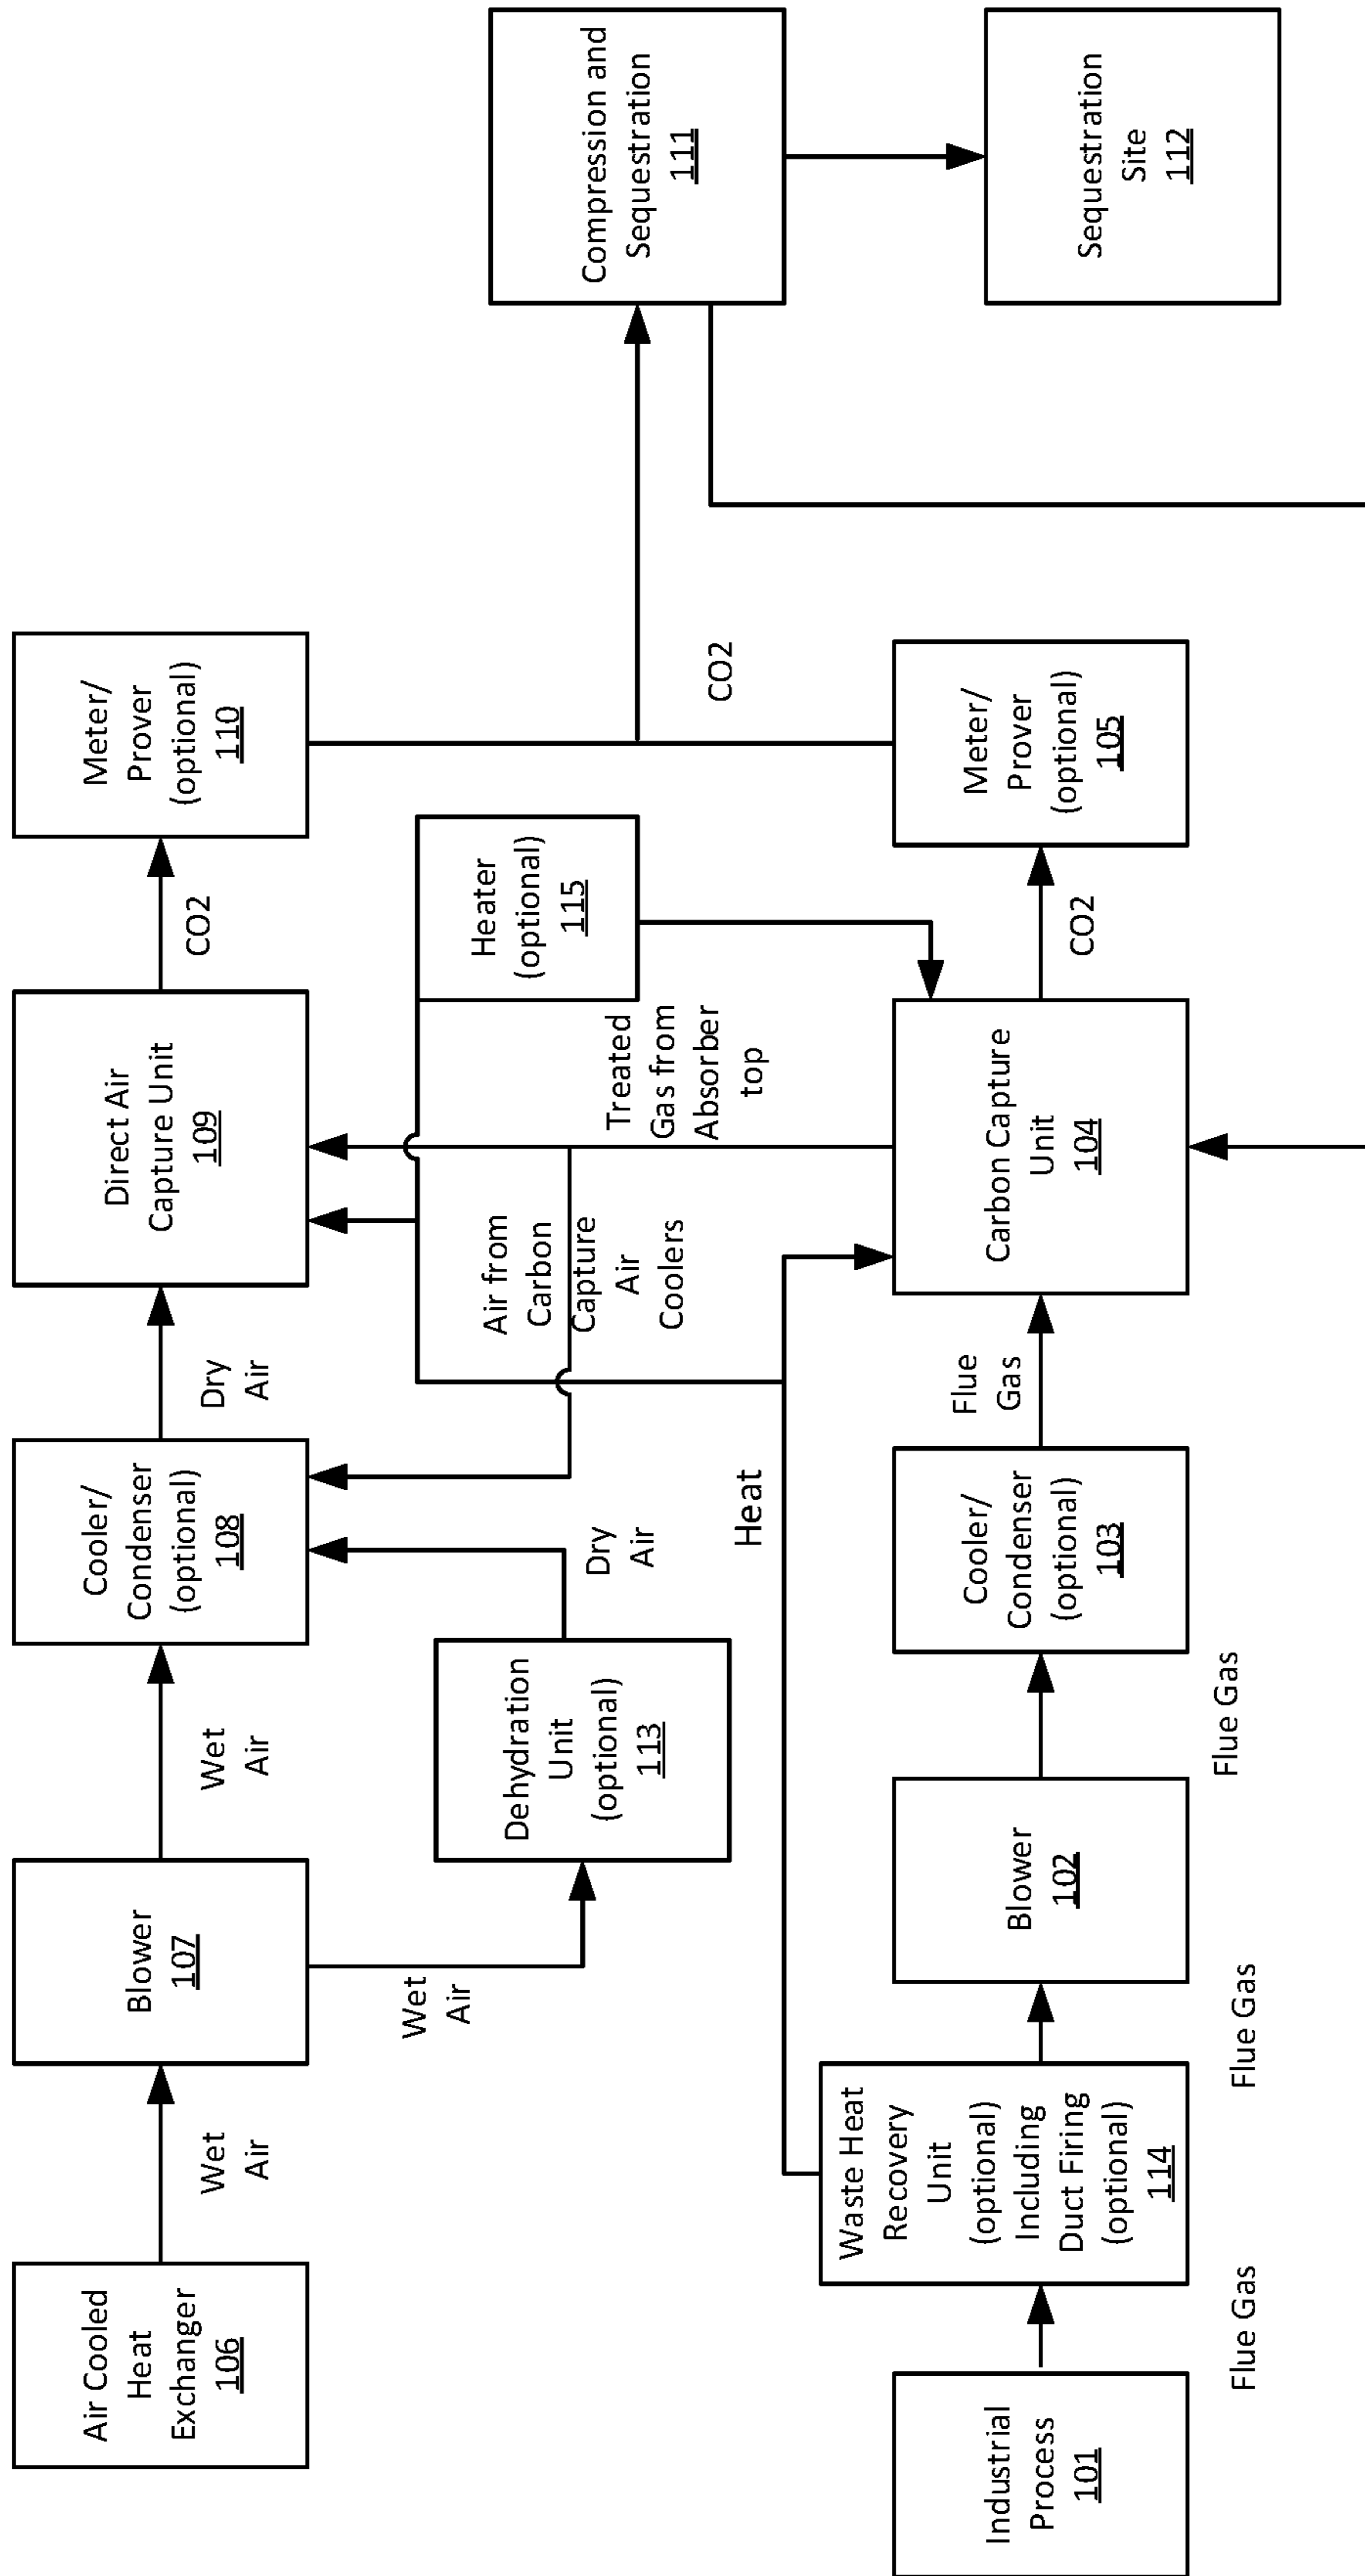 Air Cooled
Heat
Exchanger
106
Wet
Air
Blower
107
Wet
Air
Cooler/
Condenser
(optional)
108
Dry
Air
Direct Air
Capture Unit
109
CO2
Meter/
Prover
(optional)
110
Wet
Air
Dehydration
Unit
(optional)
113
Dry
Air
Air from
Carbon
Capture
Air
Coolers
Treated
Gas from
Absorber
top
Heater
(optional)
115
CO2
Compression and
Sequestration
111
Sequestration
Site
112
Heat
Industrial
Process
101
Flue Gas
Waste Heat
Recovery
Unit
(optional)
Including
Duct Firing
(optional)
114
Flue Gas
Blower
102
Flue Gas
Cooler/
Condenser
(optional)
103
Flue
Gas
Carbon Capture
Unit
104
CO2
Meter/
Prover
(optional)
105